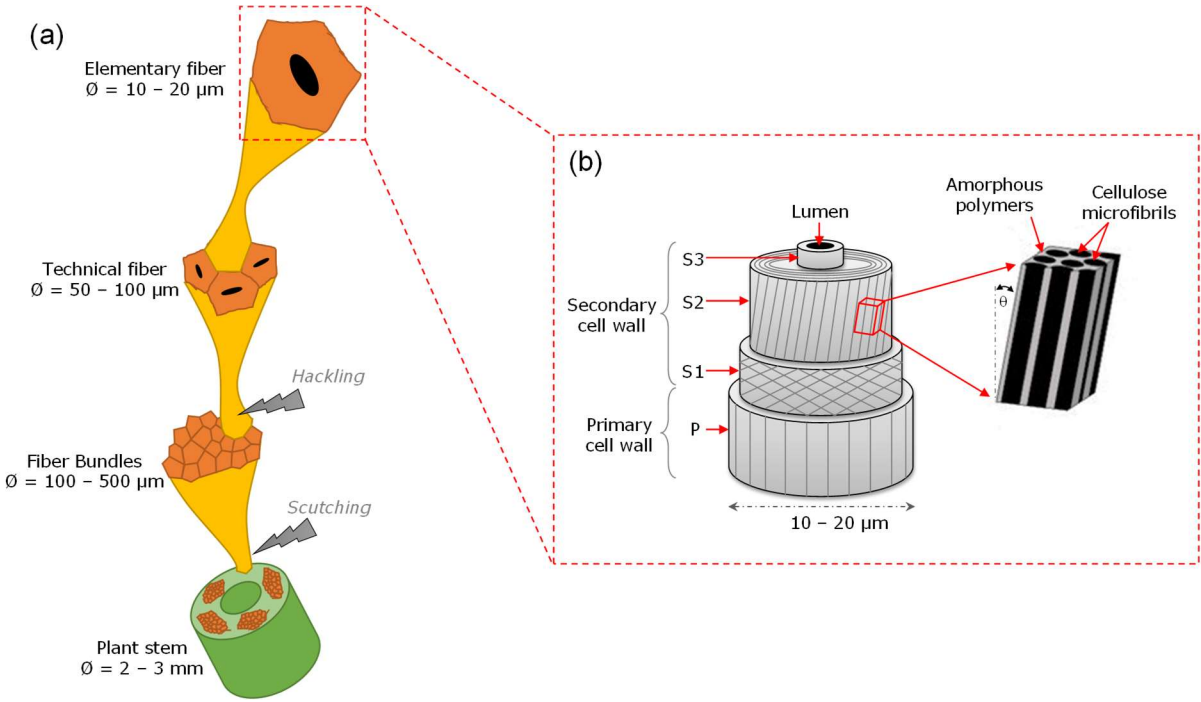 (a)
Elementary fiber
Ø = 10 – 20 µm
Technical fiber
Ø = 50 – 100 µm
Hackling
Fiber Bundles
Ø = 100 – 500 µm
Scutching
Plant stem
Ø = 2 – 3 mm
(b)
Lumen
S3
S2
Secondary
cell wall
S1
Primary
cell wall
P
10 – 20 µm
Amorphous
polymers
Cellulose
microfibrils
θ